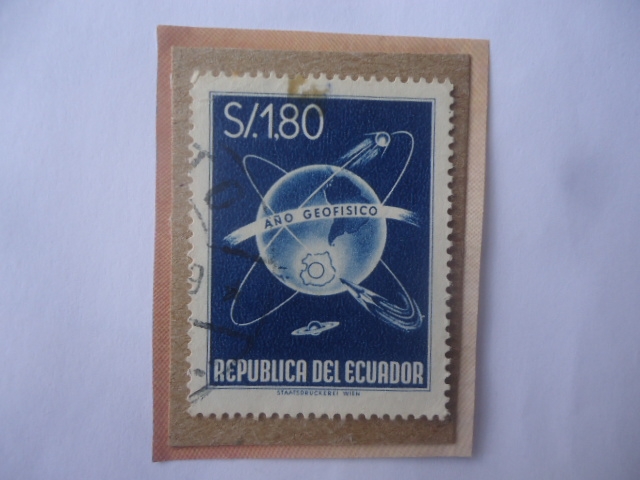 S/.1,80
AÑO GEOFISICO
REPUBLICA DEL ECUADOR
STAATSDRUCKEREI WIEN